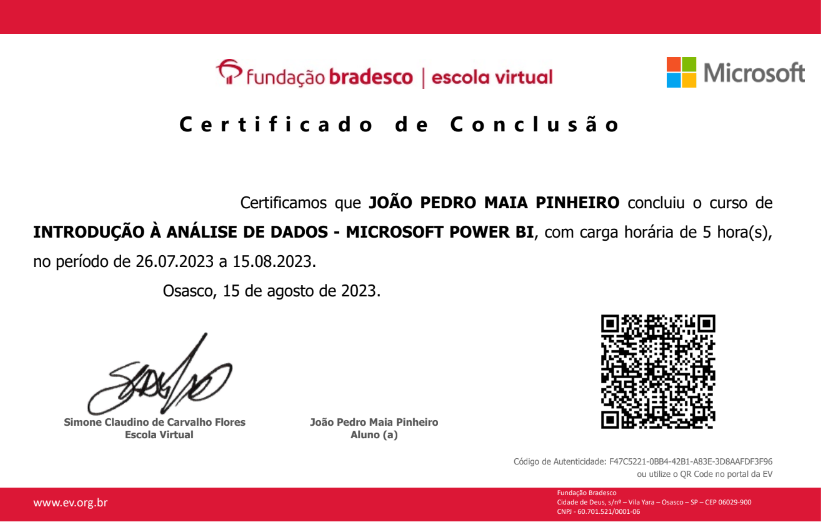 fundação bradesco | escola virtual
Microsoft
Certificado de Conclusão
Certificamos que JOÃO PEDRO MAIA PINHEIRO concluiu o curso de
INTRODUÇÃO À ANÁLISE DE DADOS - MICROSOFT POWER BI, com carga horária de 5 hora(s),
no período de 26.07.2023 a 15.08.2023.
Osasco, 15 de agosto de 2023.
Simone Claudino de Carvalho Flores
Escola Virtual
João Pedro Maia Pinheiro
Aluno (a)
Código de Autenticidade: F47C5221-0BB4-42B1-A83E-3D8AAFDF3F96
ou utilize o QR Code no portal da EV
www.ev.org.br
Fundação Bradesco
Cidade de Deus, s/nº – Vila Yara – Osasco – SP – CEP 06029-900
CNPJ - 60.701.521/0001-06